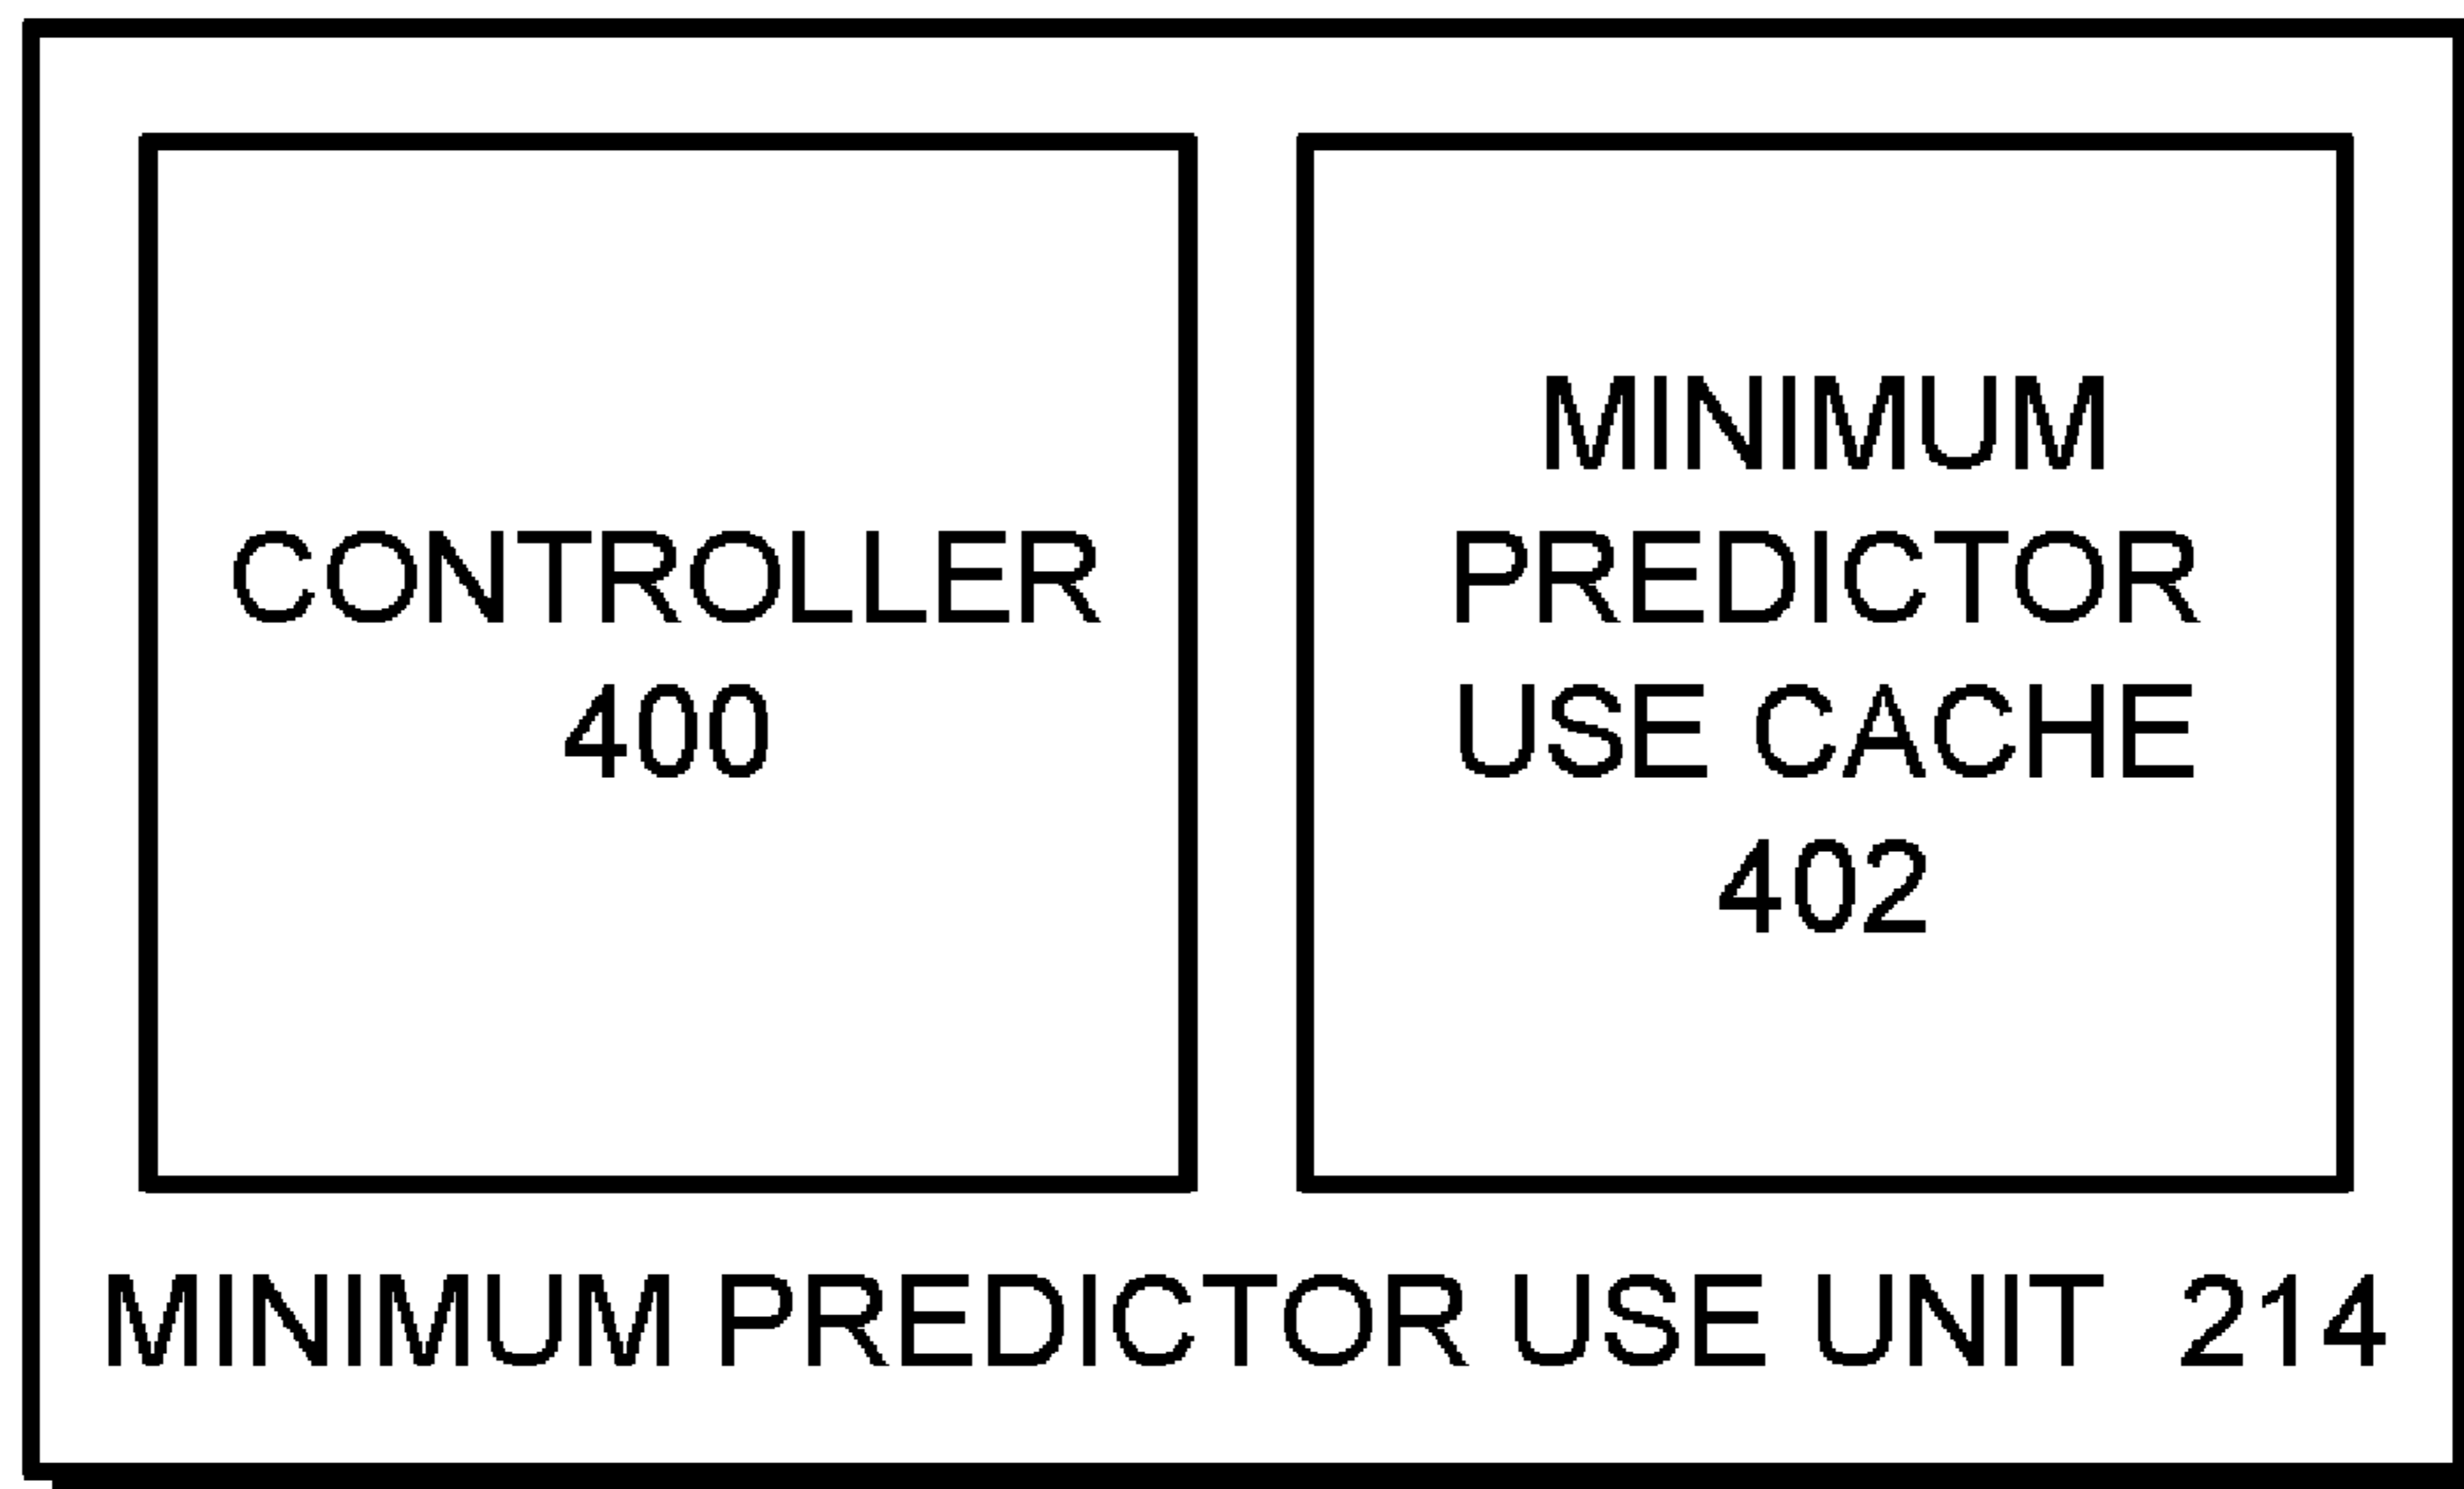 CONTROLLER
400
MINIMUM
PREDICTOR
USE CACHE
402
MINIMUM PREDICTOR USE UNIT 214